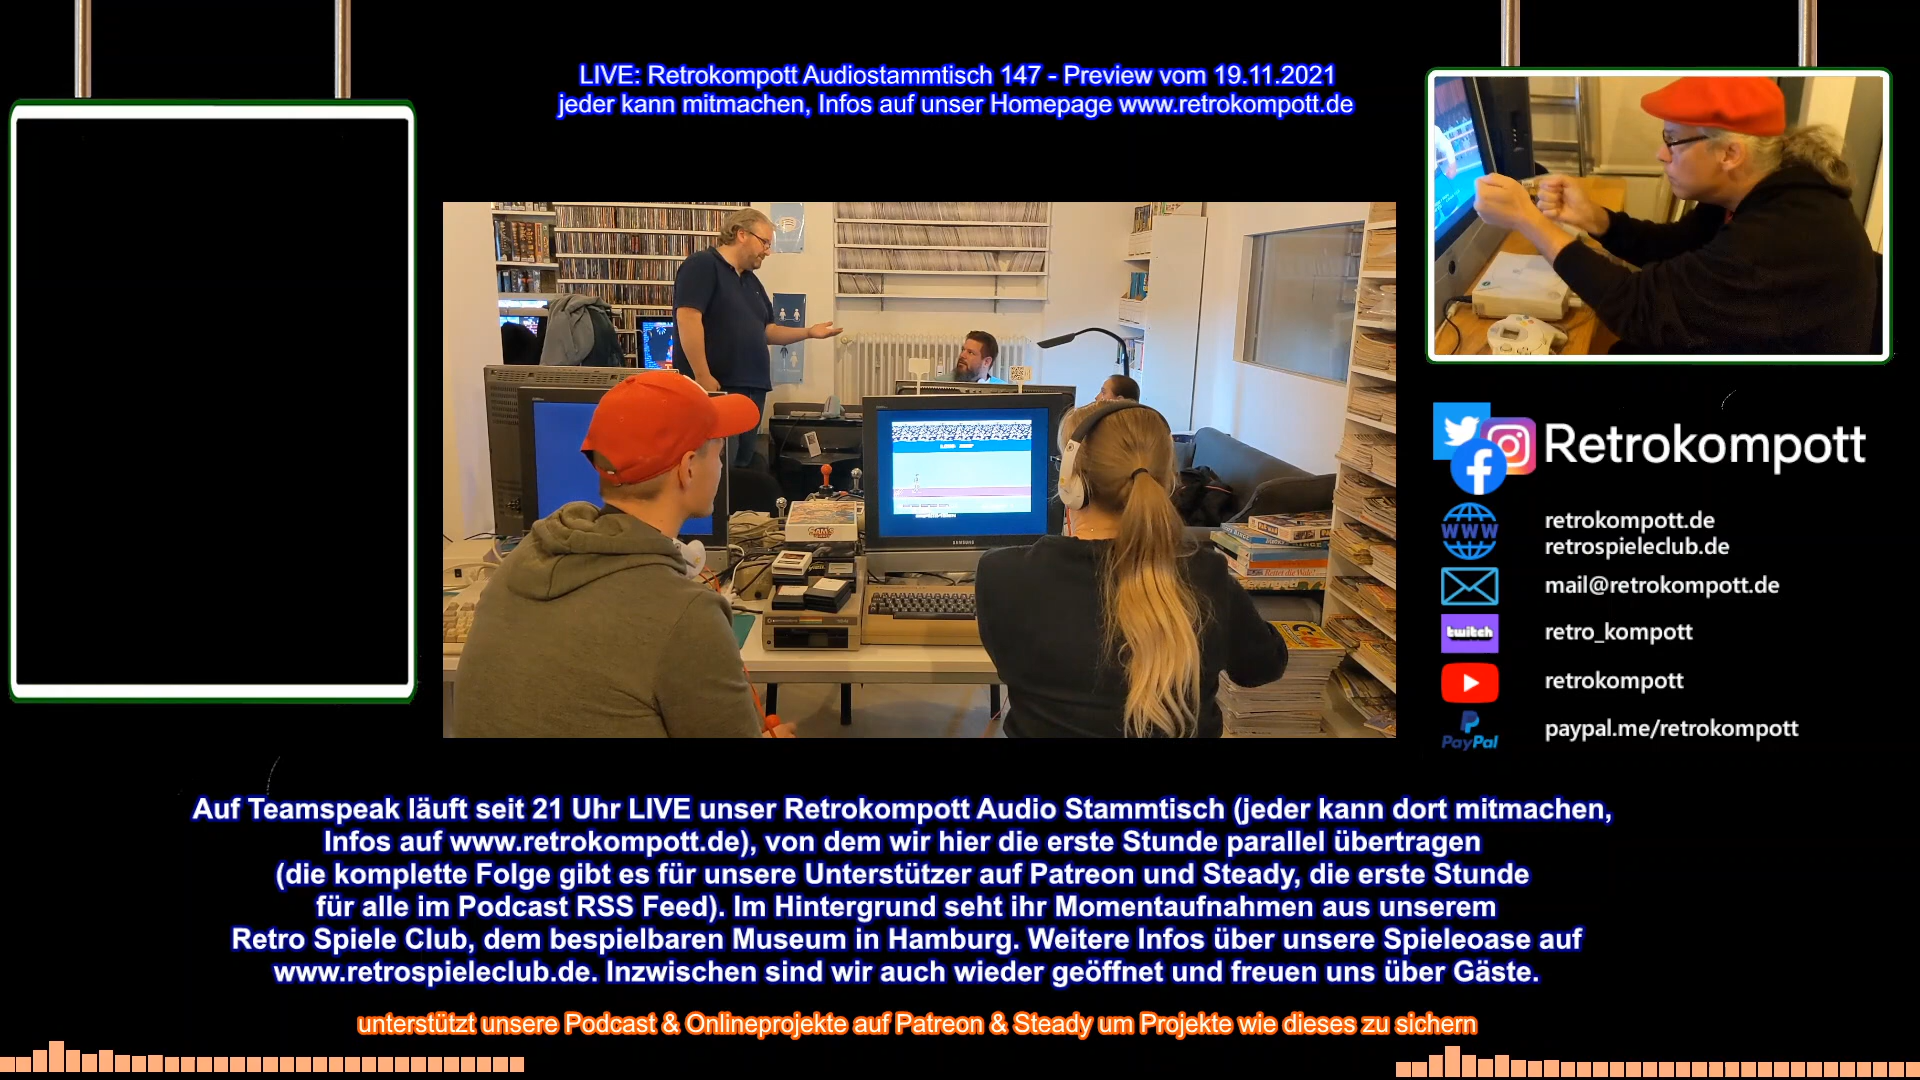 LIVE: Retrokompott Audiostammtisch 147 - Preview vom 19.11.2021
jeder kann mitmachen, Infos auf unser Homepage www.retrokompott.de
SAMSUNG
Retrokompott
WWW
retrokompott.de
retrospieleclub.de
mail@retrokompott.de
twitch
retro_kompott
retrokompott
PayPal
paypal.me/retrokompott
Auf Teamspeak läuft seit 21 Uhr LIVE unser Retrokompott Audio Stammtisch (jeder kann dort mitmachen,
Infos auf www.retrokompott.de), von dem wir hier die erste Stunde parallel übertragen
(die komplette Folge gibt es für unsere Unterstützer auf Patreon und Steady, die erste Stunde
für alle im Podcast RSS Feed). Im Hintergrund seht ihr Momentaufnahmen aus unserem
Retro Spiele Club, dem bespielbaren Museum in Hamburg. Weitere Infos über unsere Spieleoase auf
www.retrospieleclub.de. Inzwischen sind wir auch wieder geöffnet und freuen uns über Gäste.
unterstützt unsere Podcast & Onlineprojekte auf Patreon & Steady um Projekte wie dieses zu sichern